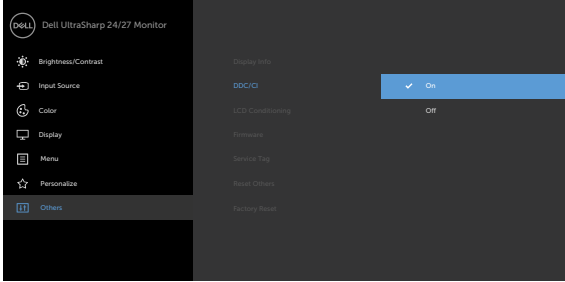 DELL
Dell UltraSharp 24/27 Monitor
Brightness/Contrast
Input Source
Color
Display
Menu
Personalize
Others
Display Info
DDC/CI
LCD Conditioning
Firmware
Service Tag
Reset Others
Factory Reset
On
Off